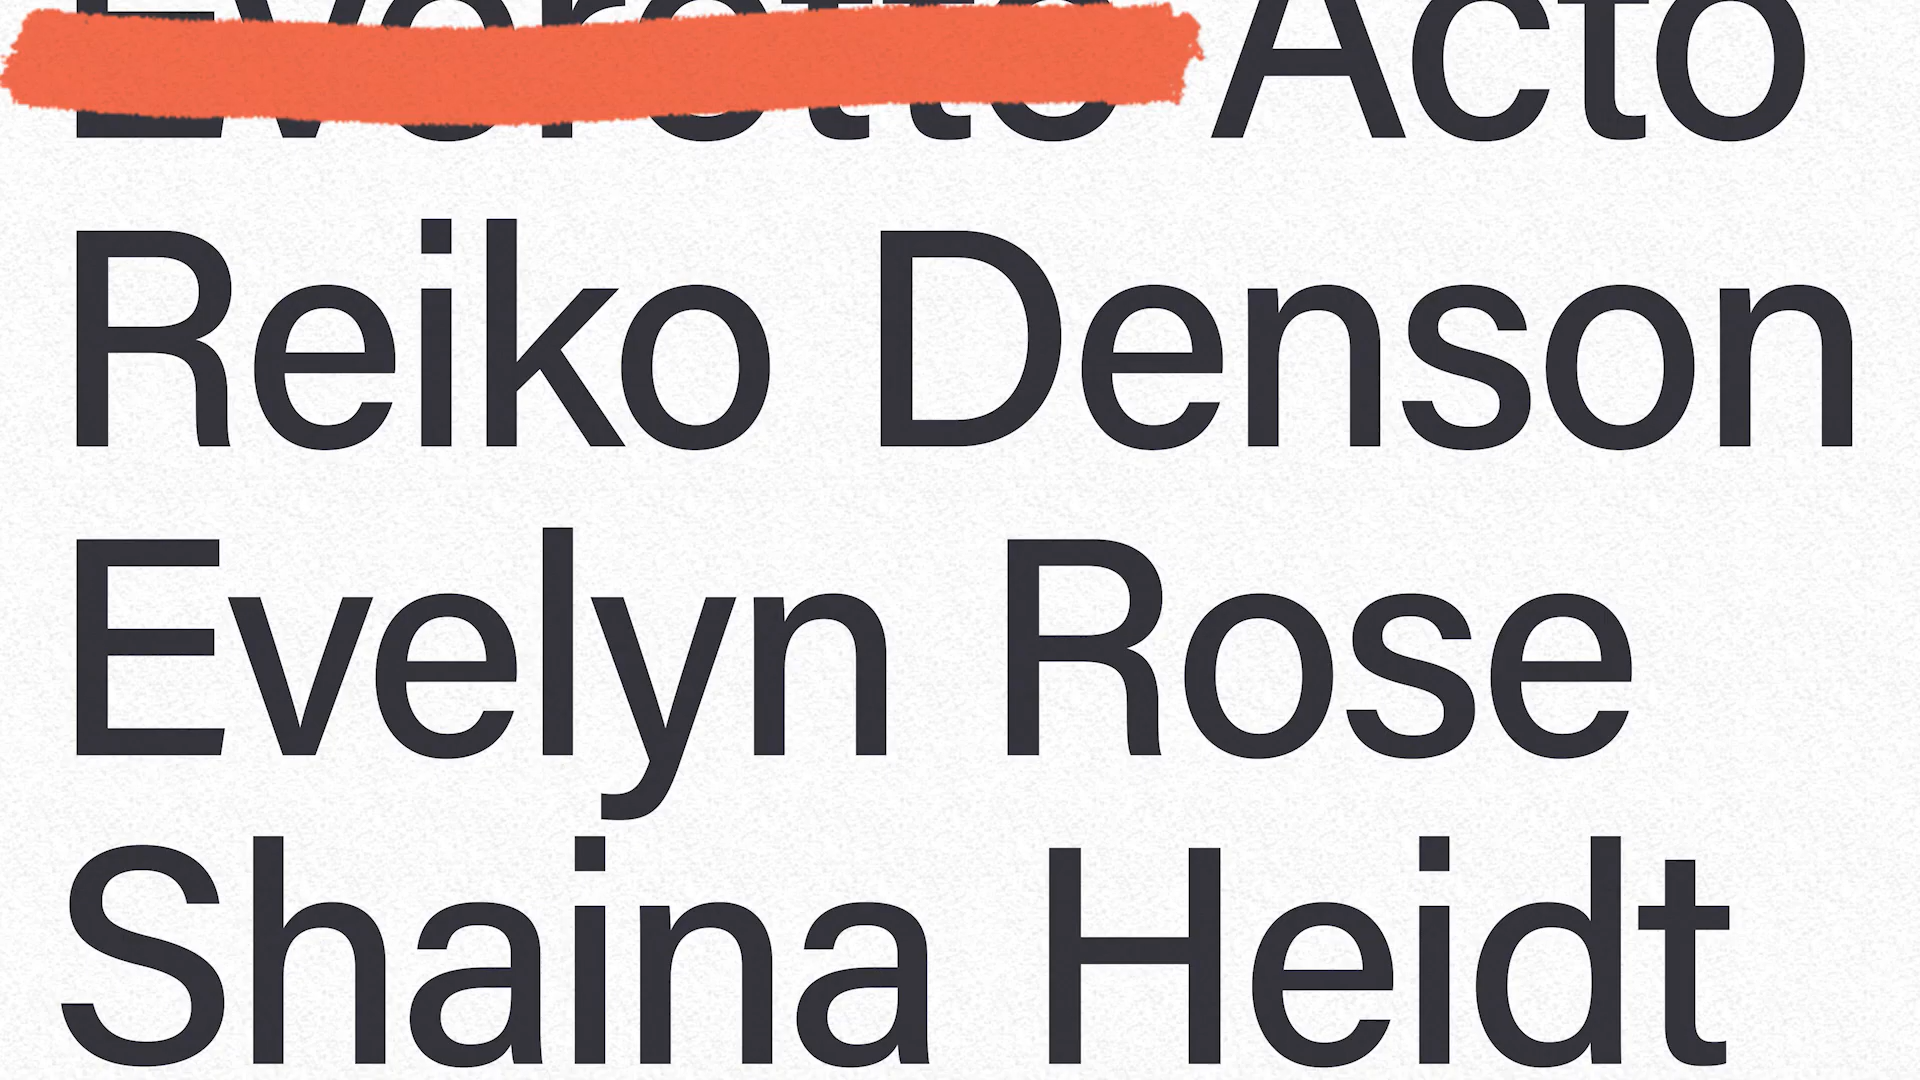 Acto
Reiko Denson
Evelyn Rose
Shaina Heidt